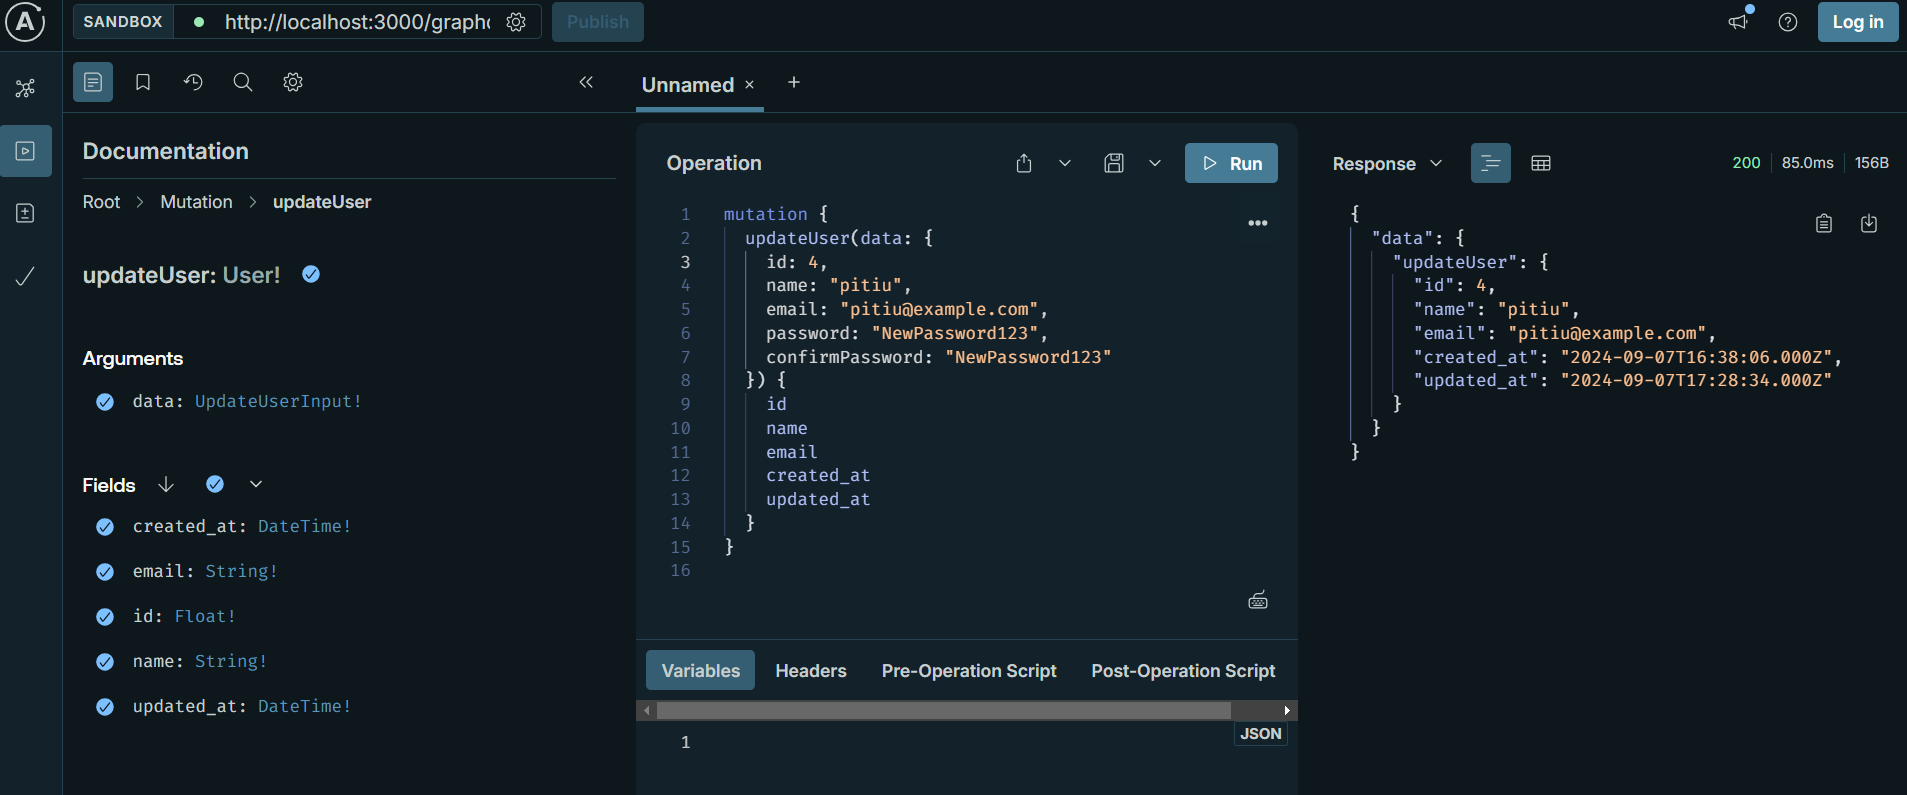 SANDBOX http://localhost:3000/graphq Publish Log in
Unnamed
Documentation
Root > Mutation > updateUser
updateUser: User!
Arguments
data: UpdateUserInput!
Fields
created_at: DateTime!
email: String!
id: Float!
name: String!
updated_at: DateTime!
Operation
Run
1 mutation {
2 updateUser(data: {
3 id: 4,
4 name: "pitiu",
5 email: "pitiu@example.com",
6 password: "NewPassword123",
7 confirmPassword: "NewPassword123"
8 }) {
9 id
10 name
11 email
12 created_at
13 updated_at
14 }
15 }
16
Variables Headers Pre-Operation Script Post-Operation Script
JSON
1
Response 200 85.0ms 156B
{
"data": {
"updateUser": {
"id": 4,
"name": "pitiu",
"email": "pitiu@example.com",
"created_at": "2024-09-07T16:38:06.000Z",
"updated_at": "2024-09-07T17:28:34.000Z"
}
}
}